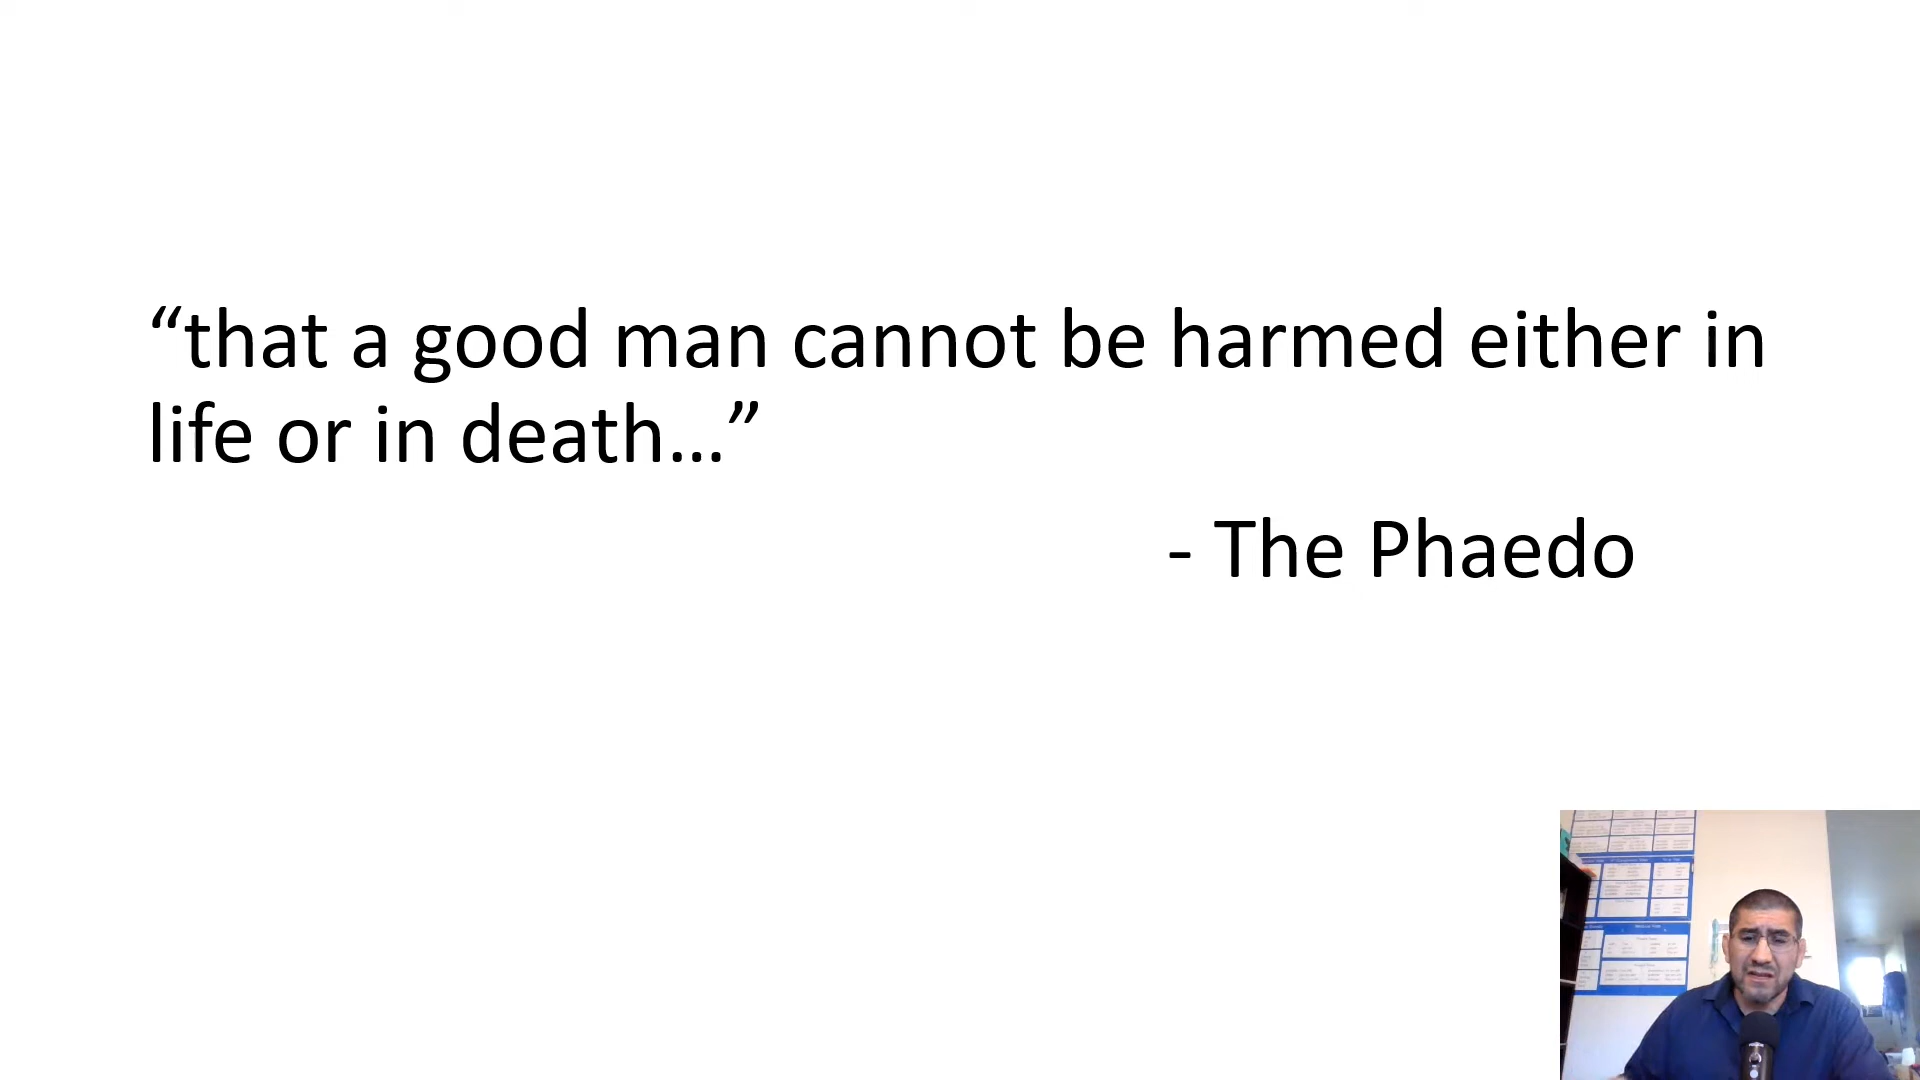 “that a good man cannot be harmed either in
life or in death…”
- The Phaedo